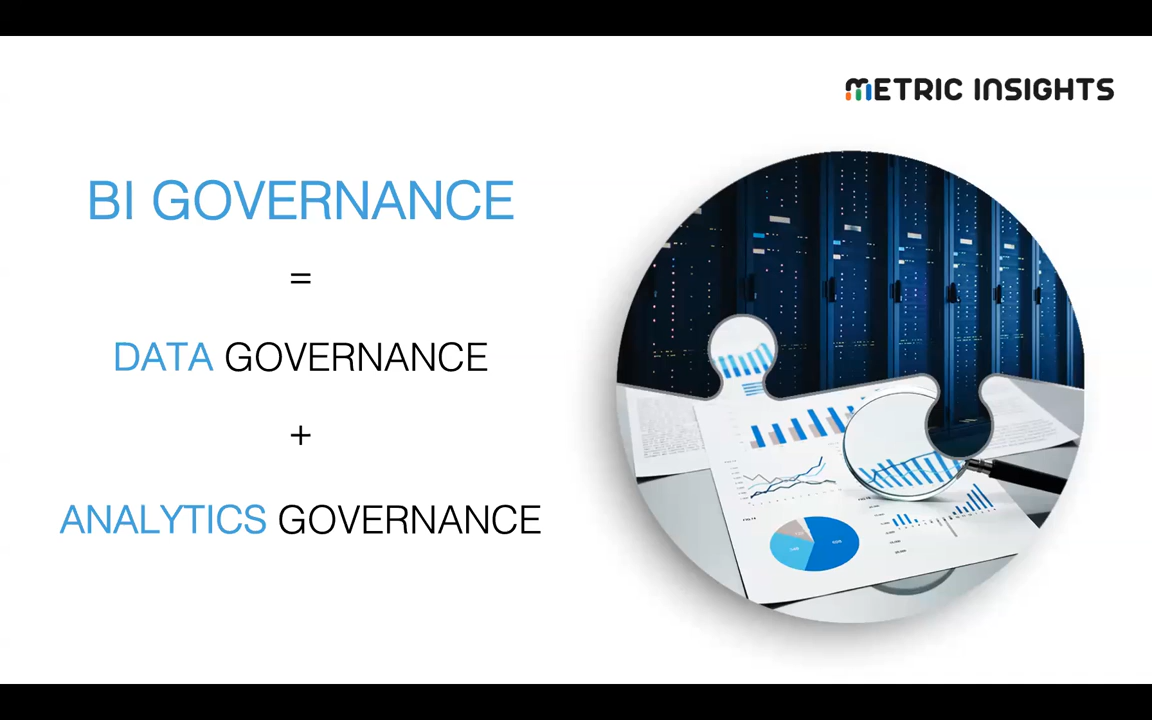 METRIC INSIGHTS
BI GOVERNANCE
=
DATA GOVERNANCE
+
ANALYTICS GOVERNANCE